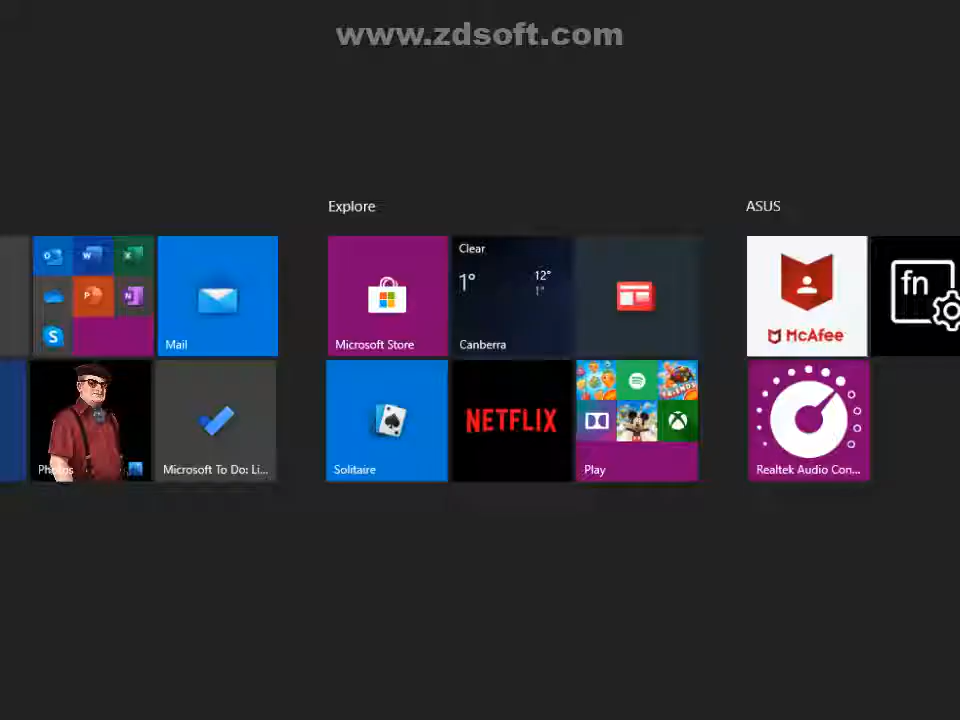 www.zdsoft.com
Explore
ASUS
Clear
1°
12°
1°
fn
McAfee
Mail
Microsoft Store
Canberra
NETFLIX
Photos
Microsoft To Do: Li...
Solitaire
Play
Realtek Audio Con...